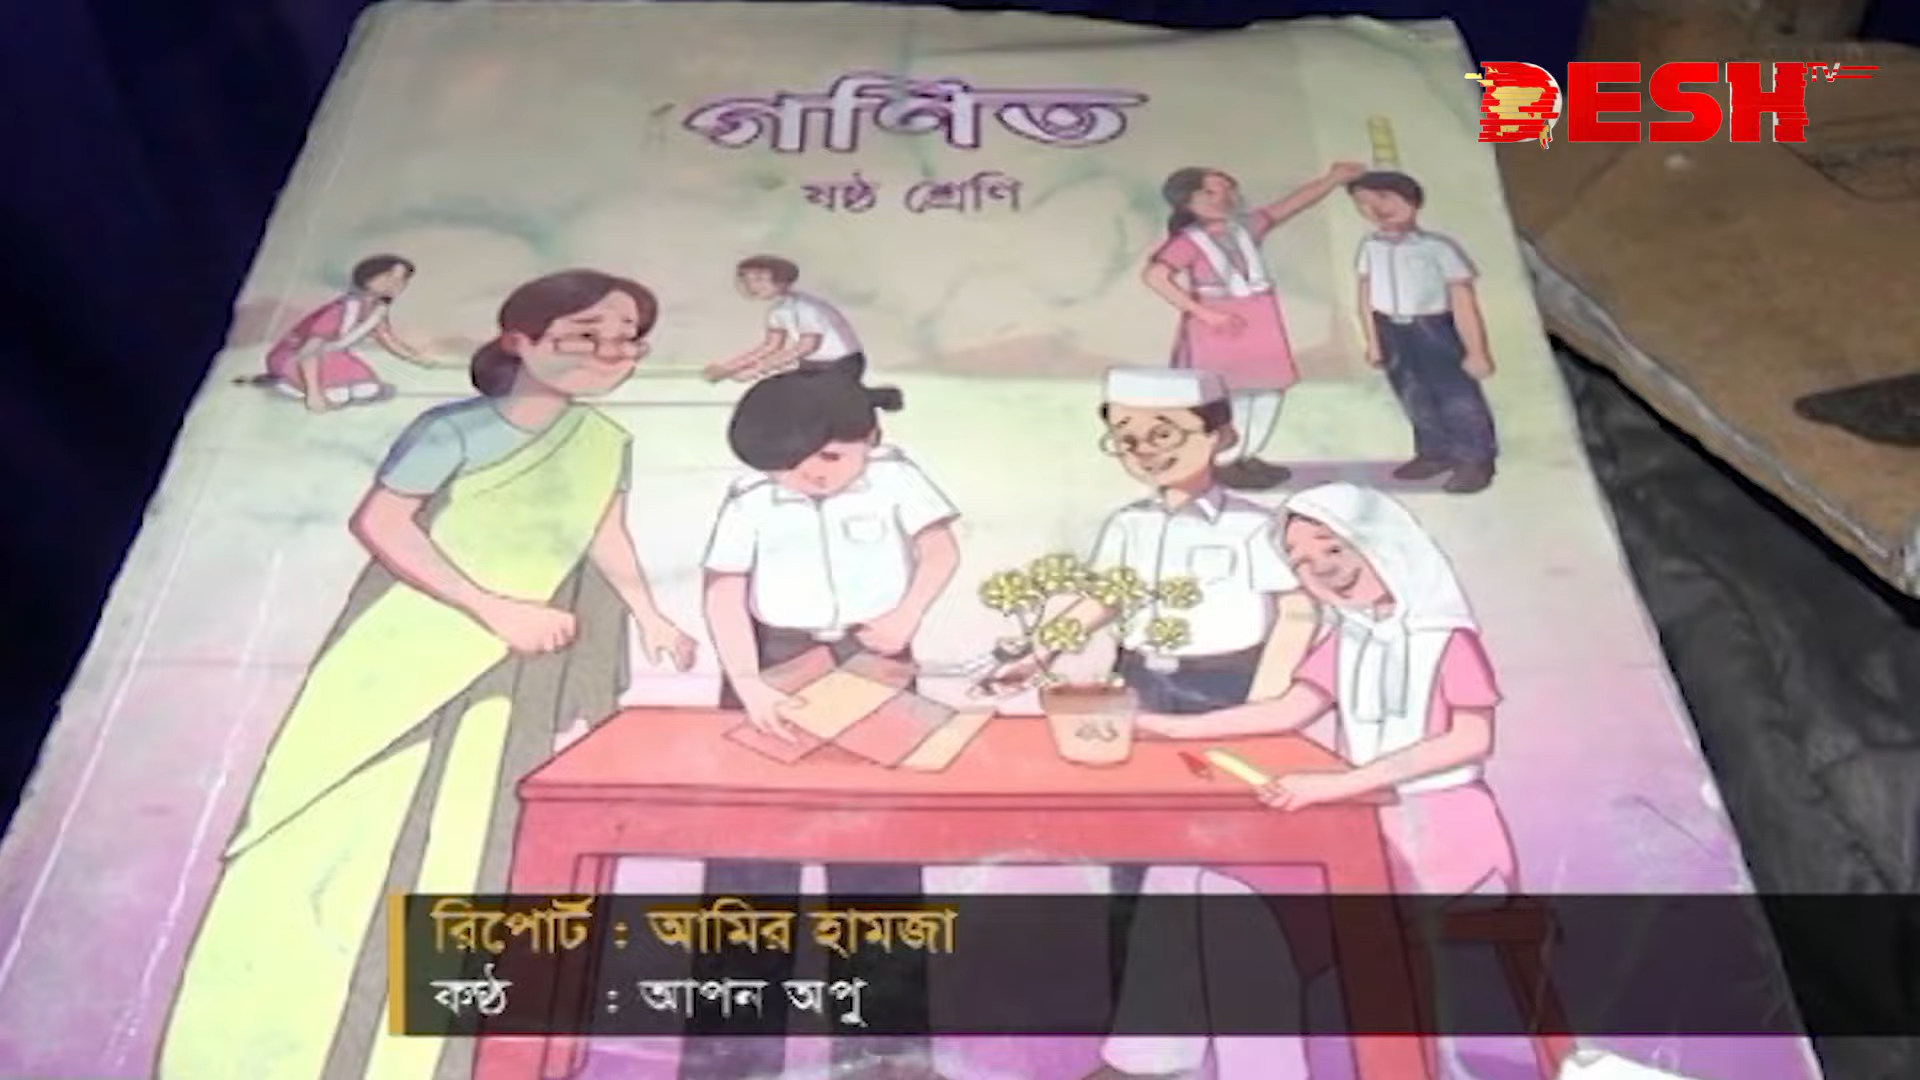 গণিত
ষষ্ঠ শ্রেণি
DESH TV
রিপোর্ট : আমির হামজা
কণ্ঠ : আপন অপু